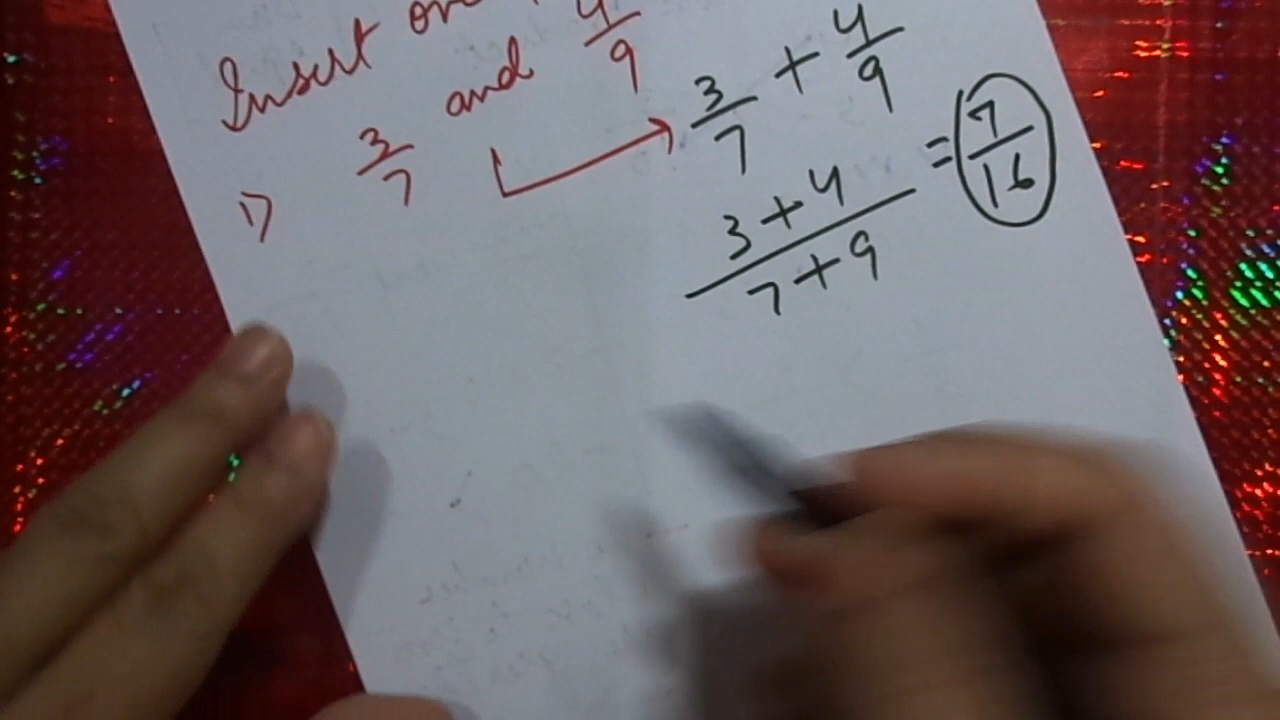 Insert
3/7 and 4/9
1)
3/7 + 4/9
(3+4)/(7+9) = 7/16